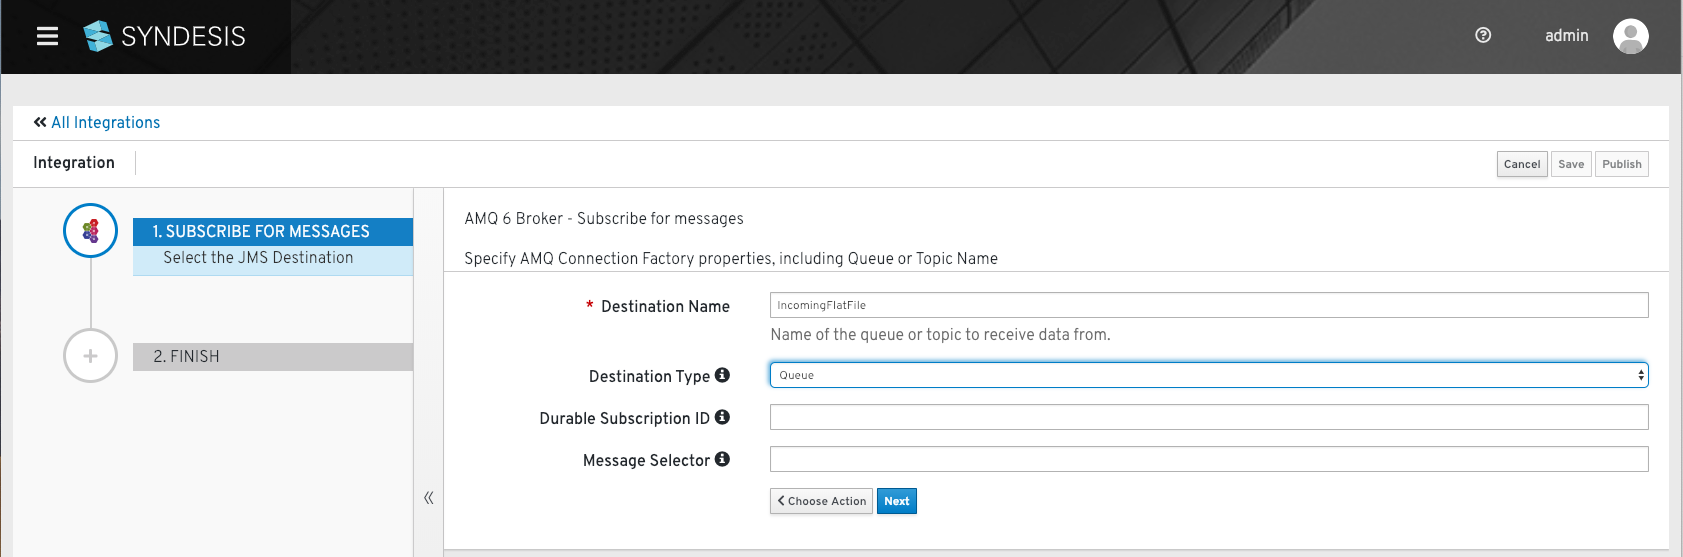 SYNDESIS
admin
All Integrations
Integration
Cancel Save Publish
1. SUBSCRIBE FOR MESSAGES
Select the JMS Destination
2. FINISH
AMQ 6 Broker - Subscribe for messages
Specify AMQ Connection Factory properties, including Queue or Topic Name
* Destination Name IncomingFlatFile
Name of the queue or topic to receive data from.
Destination Type Queue
Durable Subscription ID
Message Selector
Choose Action Next